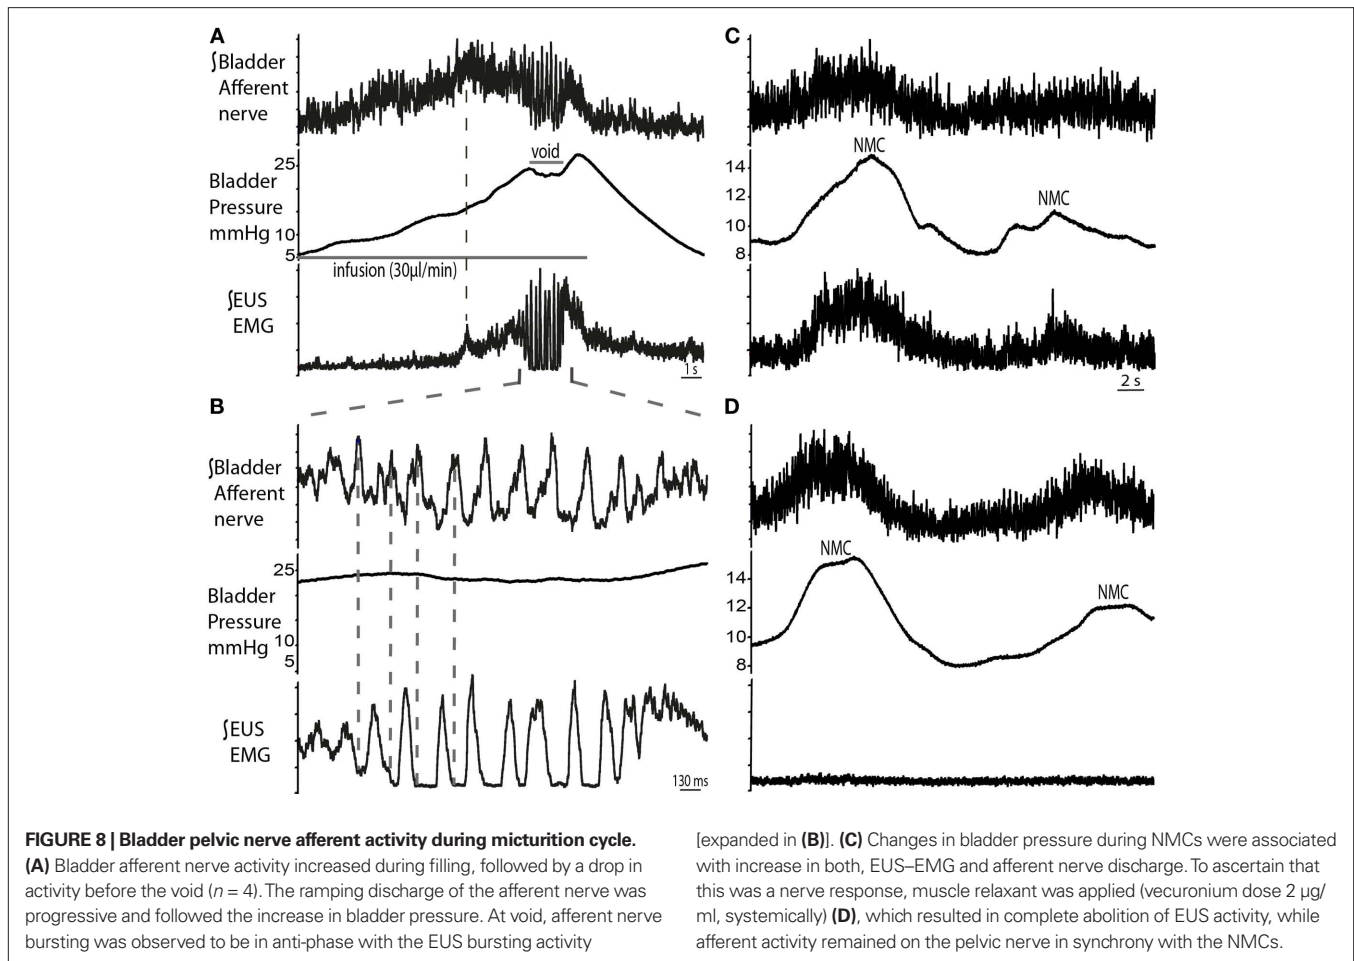 A
∫Bladder
Afferent
nerve
void
25
Bladder
Pressure
mmHg 10
5
infusion (30µl/min)
∫EUS
EMG
1 s
B
∫Bladder
Afferent
nerve
25
Bladder
Pressure
mmHg 10
5
∫EUS
EMG
130 ms
C
NMC
14
12
NMC
10
8
2 s
D
NMC
14
NMC
12
10
8
FIGURE 8 | Bladder pelvic nerve afferent activity during micturition cycle.
(A) Bladder afferent nerve activity increased during filling, followed by a drop in
activity before the void (n = 4). The ramping discharge of the afferent nerve was
progressive and followed the increase in bladder pressure. At void, afferent nerve
bursting was observed to be in anti-phase with the EUS bursting activity
[expanded in (B)]. (C) Changes in bladder pressure during NMCs were associated
with increase in both, EUS–EMG and afferent nerve discharge. To ascertain that
this was a nerve response, muscle relaxant was applied (vecuronium dose 2 µg/
ml, systemically) (D), which resulted in complete abolition of EUS activity, while
afferent activity remained on the pelvic nerve in synchrony with the NMCs.